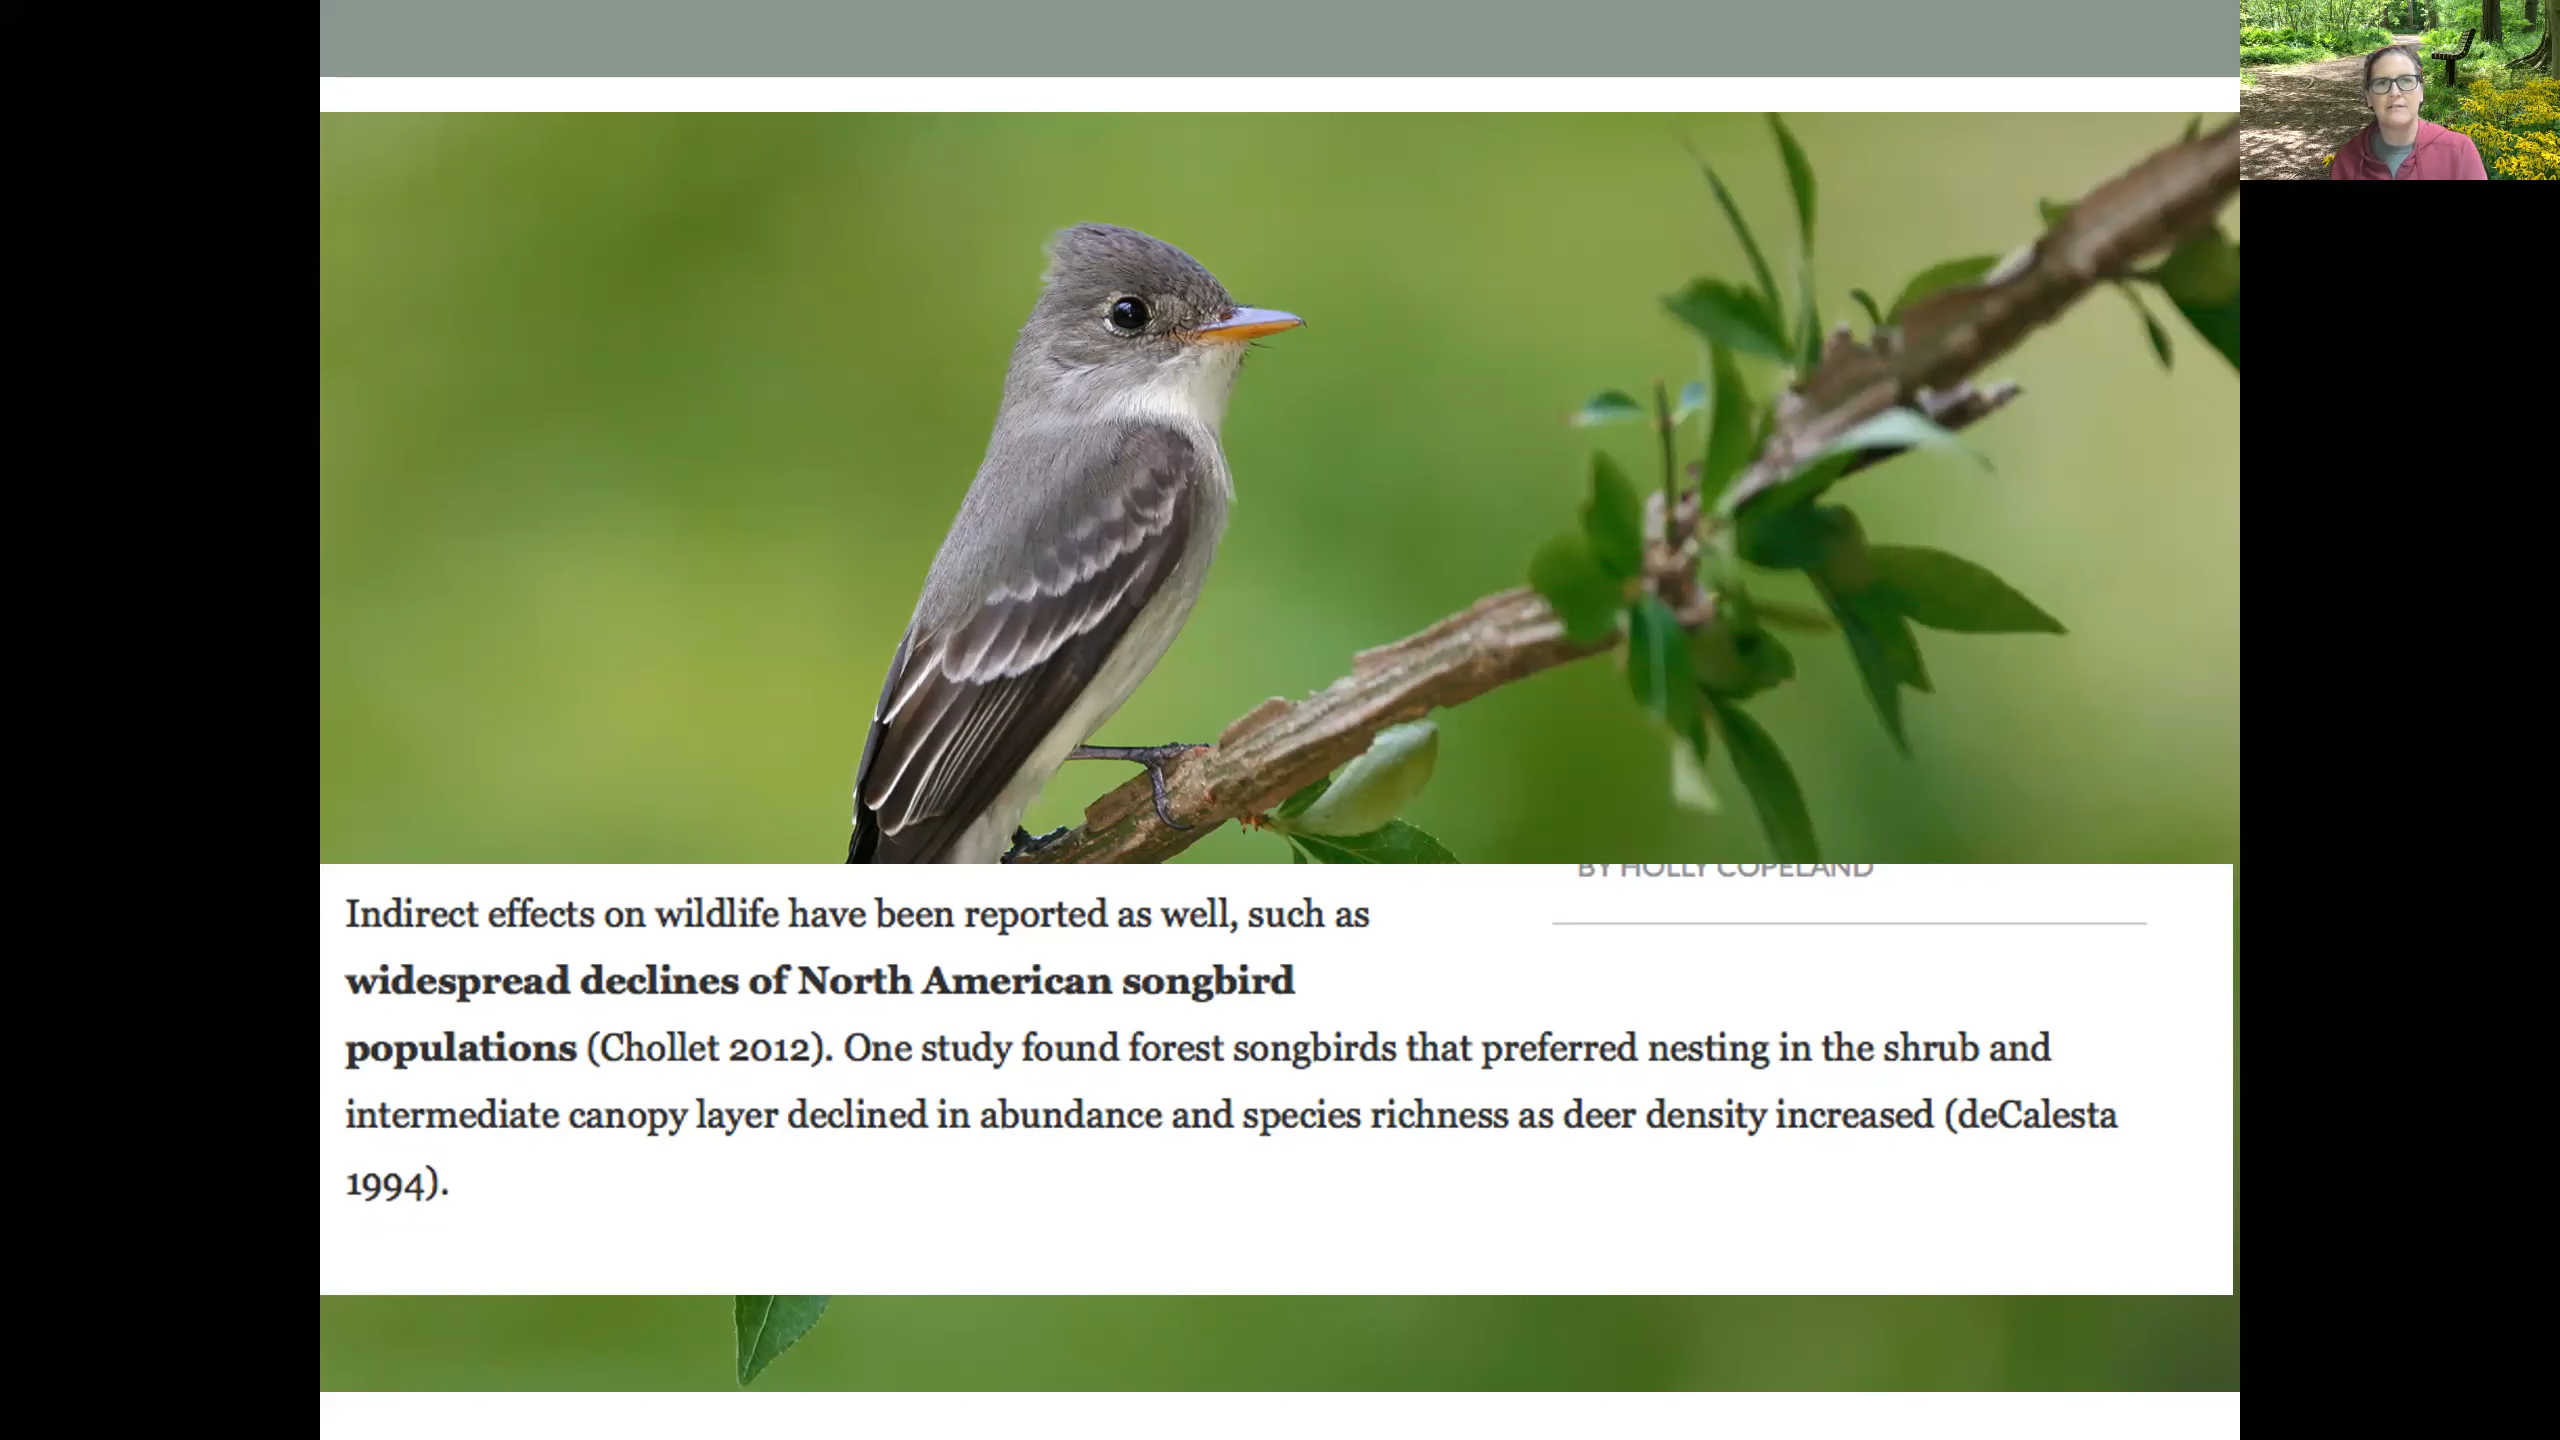 BY HOLLY COPELAND
Indirect effects on wildlife have been reported as well, such as
widespread declines of North American songbird
populations (Chollet 2012). One study found forest songbirds that preferred nesting in the shrub and
intermediate canopy layer declined in abundance and species richness as deer density increased (deCalesta
1994).